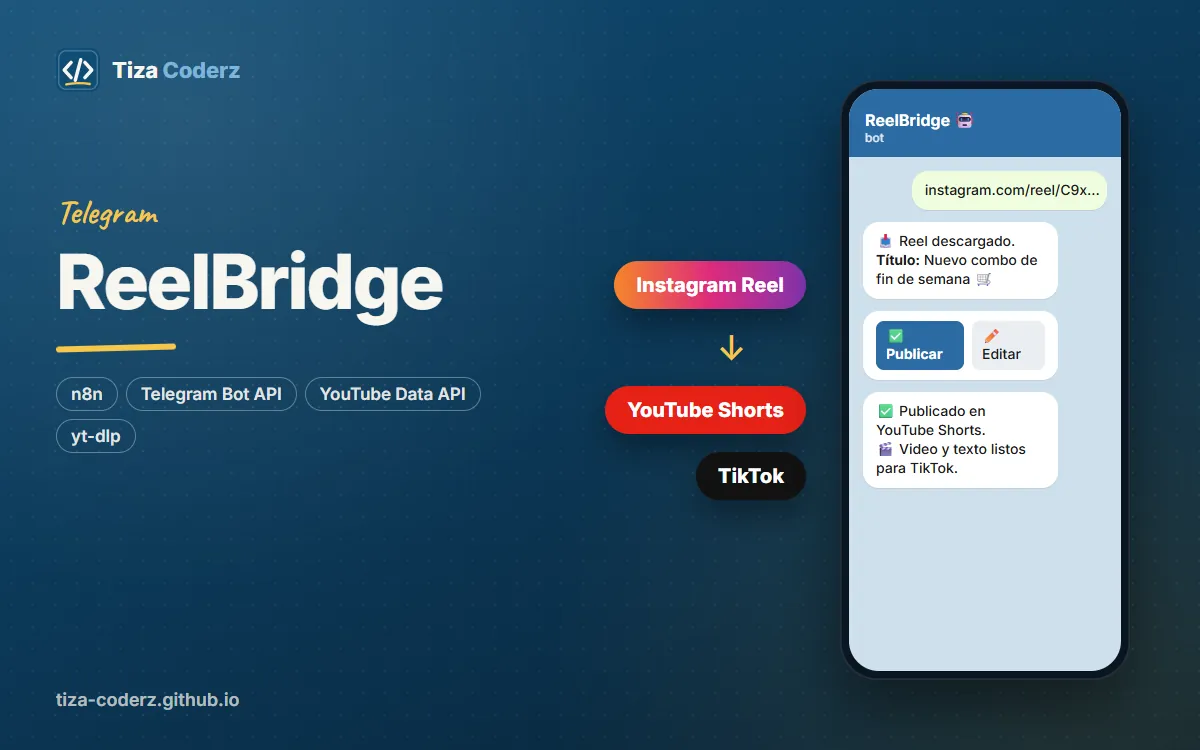 Tiza Coderz
Telegram
ReelBridge
n8n
Telegram Bot API
YouTube Data API
yt-dlp
tiza-coderz.github.io
Instagram Reel
↓
YouTube Shorts
TikTok
ReelBridge 🤖
bot
instagram.com/reel/C9x...
📥 Reel descargado.
Título: Nuevo combo de
fin de semana 🛒
✅
Publicar
✏️
Editar
✅ Publicado en
YouTube Shorts.
🎬 Video y texto listos
para TikTok.